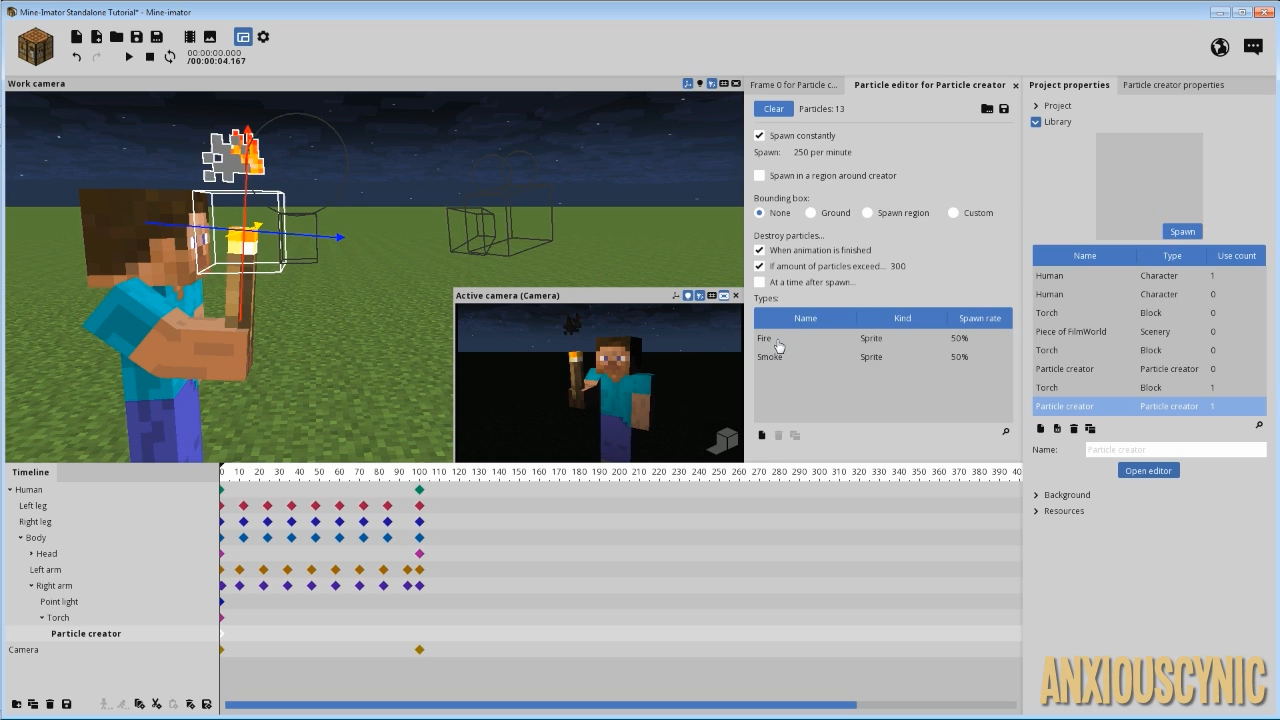 Mine-Imator Standalone Tutorial* - Mine-imator
00:00:00.000
/00:00:04.167
Work camera
Active camera (Camera)
Frame 0 for Particle c...
Particle editor for Particle creator
Clear
Particles: 13
Spawn constantly
Spawn: 250 per minute
Spawn in a region around creator
Bounding box:
None Ground Spawn region Custom
Destroy particles...
When animation is finished
If amount of particles exceed... 300
At a time after spawn...
Types:
Name Kind Spawn rate
Fire Sprite 50%
Smoke Sprite 50%
Project properties
Particle creator properties
Project
Library
Spawn
Name Type Use count
Human Character 1
Human Character 0
Torch Block 0
Piece of FilmWorld Scenery 0
Torch Block 0
Particle creator Particle creator 0
Torch Block 1
Particle creator Particle creator 1
Name: Particle creator
Open editor
Background
Resources
Timeline
0 10 20 30 40 50 60 70 80 90 100 110 120 130 140 150 160 170 180 190 200 210 220 230 240 250 260 270 280 290 300 310 320 330 340 350 360 370 380 390 40
Human
Left leg
Right leg
Body
Head
Left arm
Right arm
Point light
Torch
Particle creator
Camera
ANXIOUSCYNIC